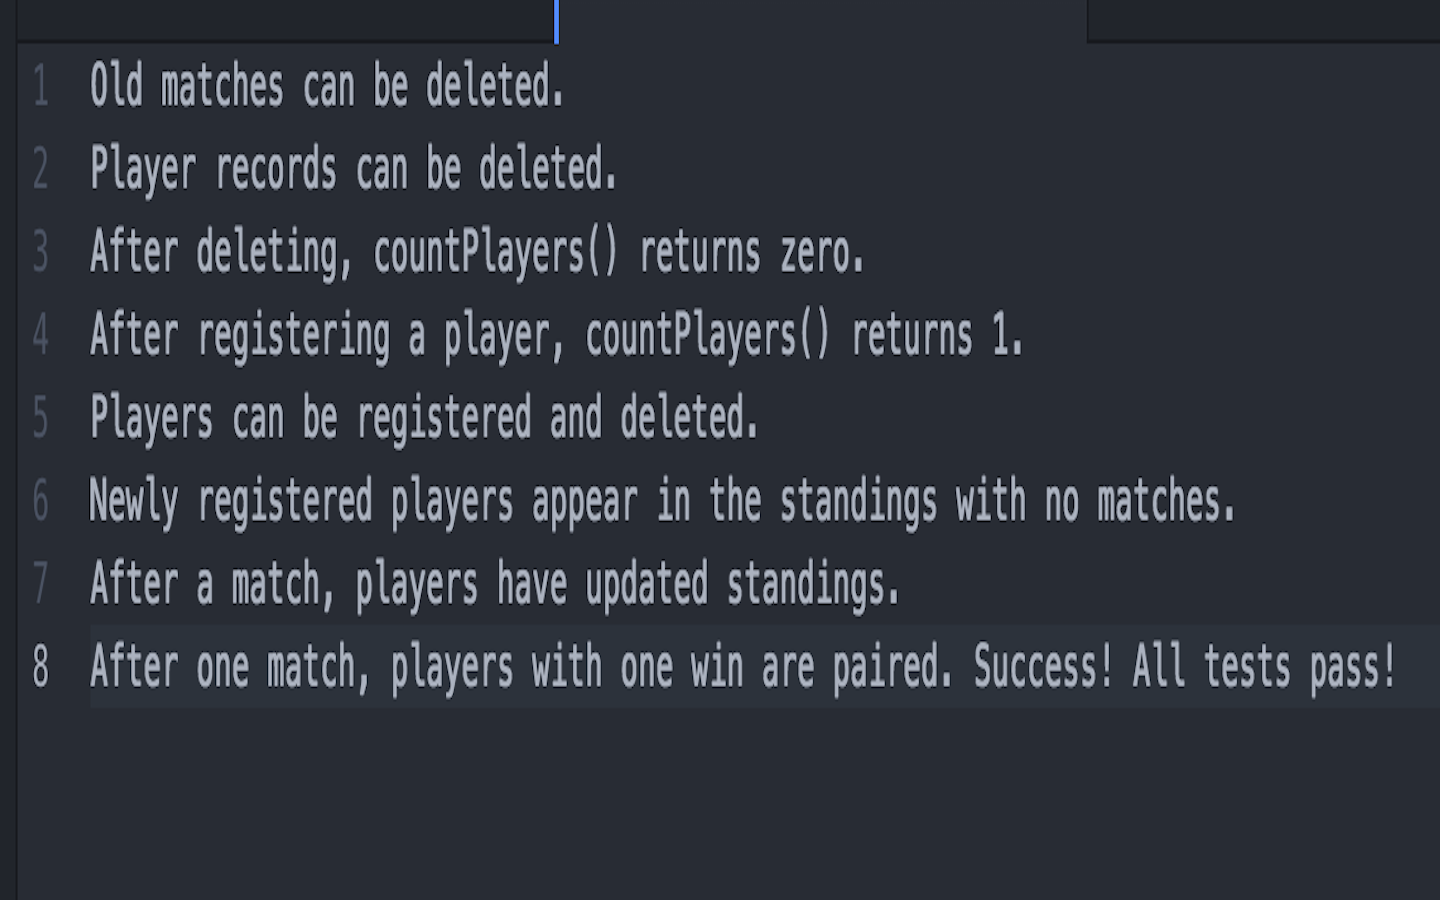 1 Old matches can be deleted.
2 Player records can be deleted.
3 After deleting, countPlayers() returns zero.
4 After registering a player, countPlayers() returns 1.
5 Players can be registered and deleted.
6 Newly registered players appear in the standings with no matches.
7 After a match, players have updated standings.
8 After one match, players with one win are paired. Success! All tests pass!